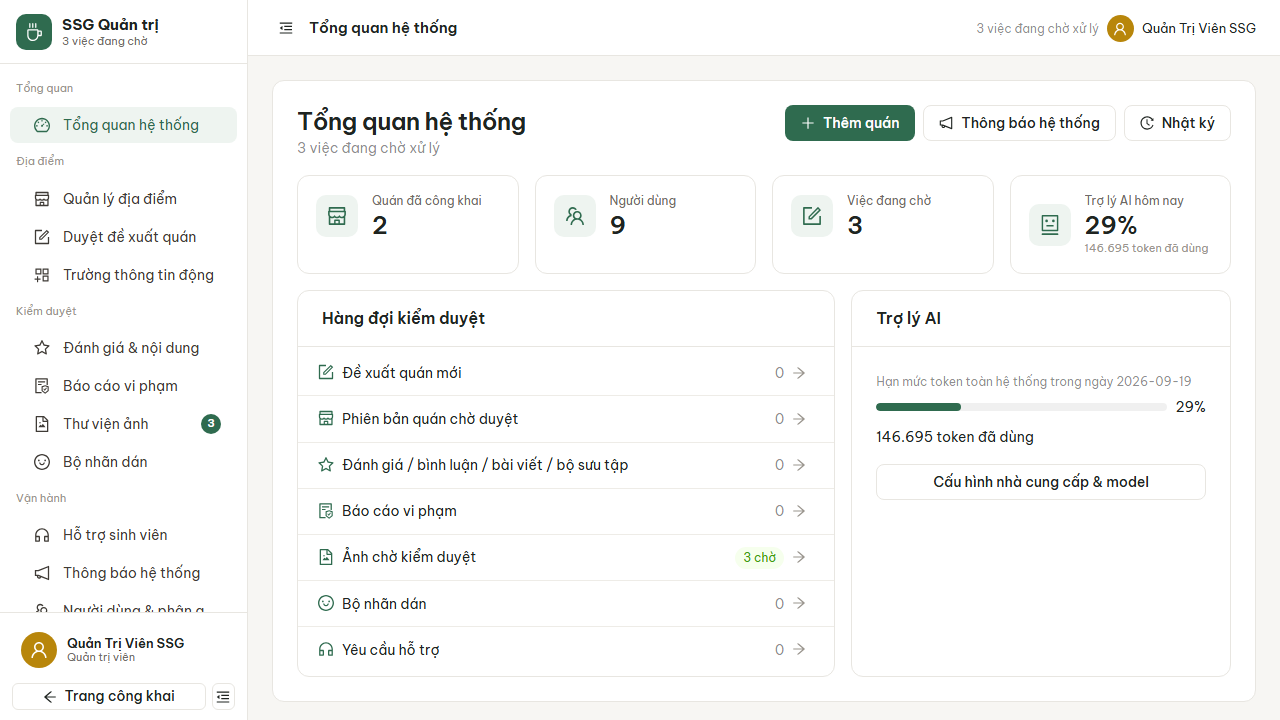 SSG Quản trị
3 việc đang chờ
Tổng quan
Tổng quan hệ thống
Địa điểm
Quản lý địa điểm
Duyệt đề xuất quán
Trường thông tin động
Kiểm duyệt
Đánh giá & nội dung
Báo cáo vi phạm
Thư viện ảnh 3
Bộ nhãn dán
Vận hành
Hỗ trợ sinh viên
Thông báo hệ thống
Người dùng & phân q
Quản Trị Viên SSG
Quản trị viên
Trang công khai
Tổng quan hệ thống
3 việc đang chờ xử lý
Quản Trị Viên SSG
Tổng quan hệ thống
3 việc đang chờ xử lý
Thêm quán
Thông báo hệ thống
Nhật ký
Quán đã công khai
2
Người dùng
9
Việc đang chờ
3
Trợ lý AI hôm nay
29%
146.695 token đã dùng
Hàng đợi kiểm duyệt
Đề xuất quán mới 0
Phiên bản quán chờ duyệt 0
Đánh giá / bình luận / bài viết / bộ sưu tập 0
Báo cáo vi phạm 0
Ảnh chờ kiểm duyệt 3 chờ
Bộ nhãn dán 0
Yêu cầu hỗ trợ 0
Trợ lý AI
Hạn mức token toàn hệ thống trong ngày 2026-09-19
29%
146.695 token đã dùng
Cấu hình nhà cung cấp & model